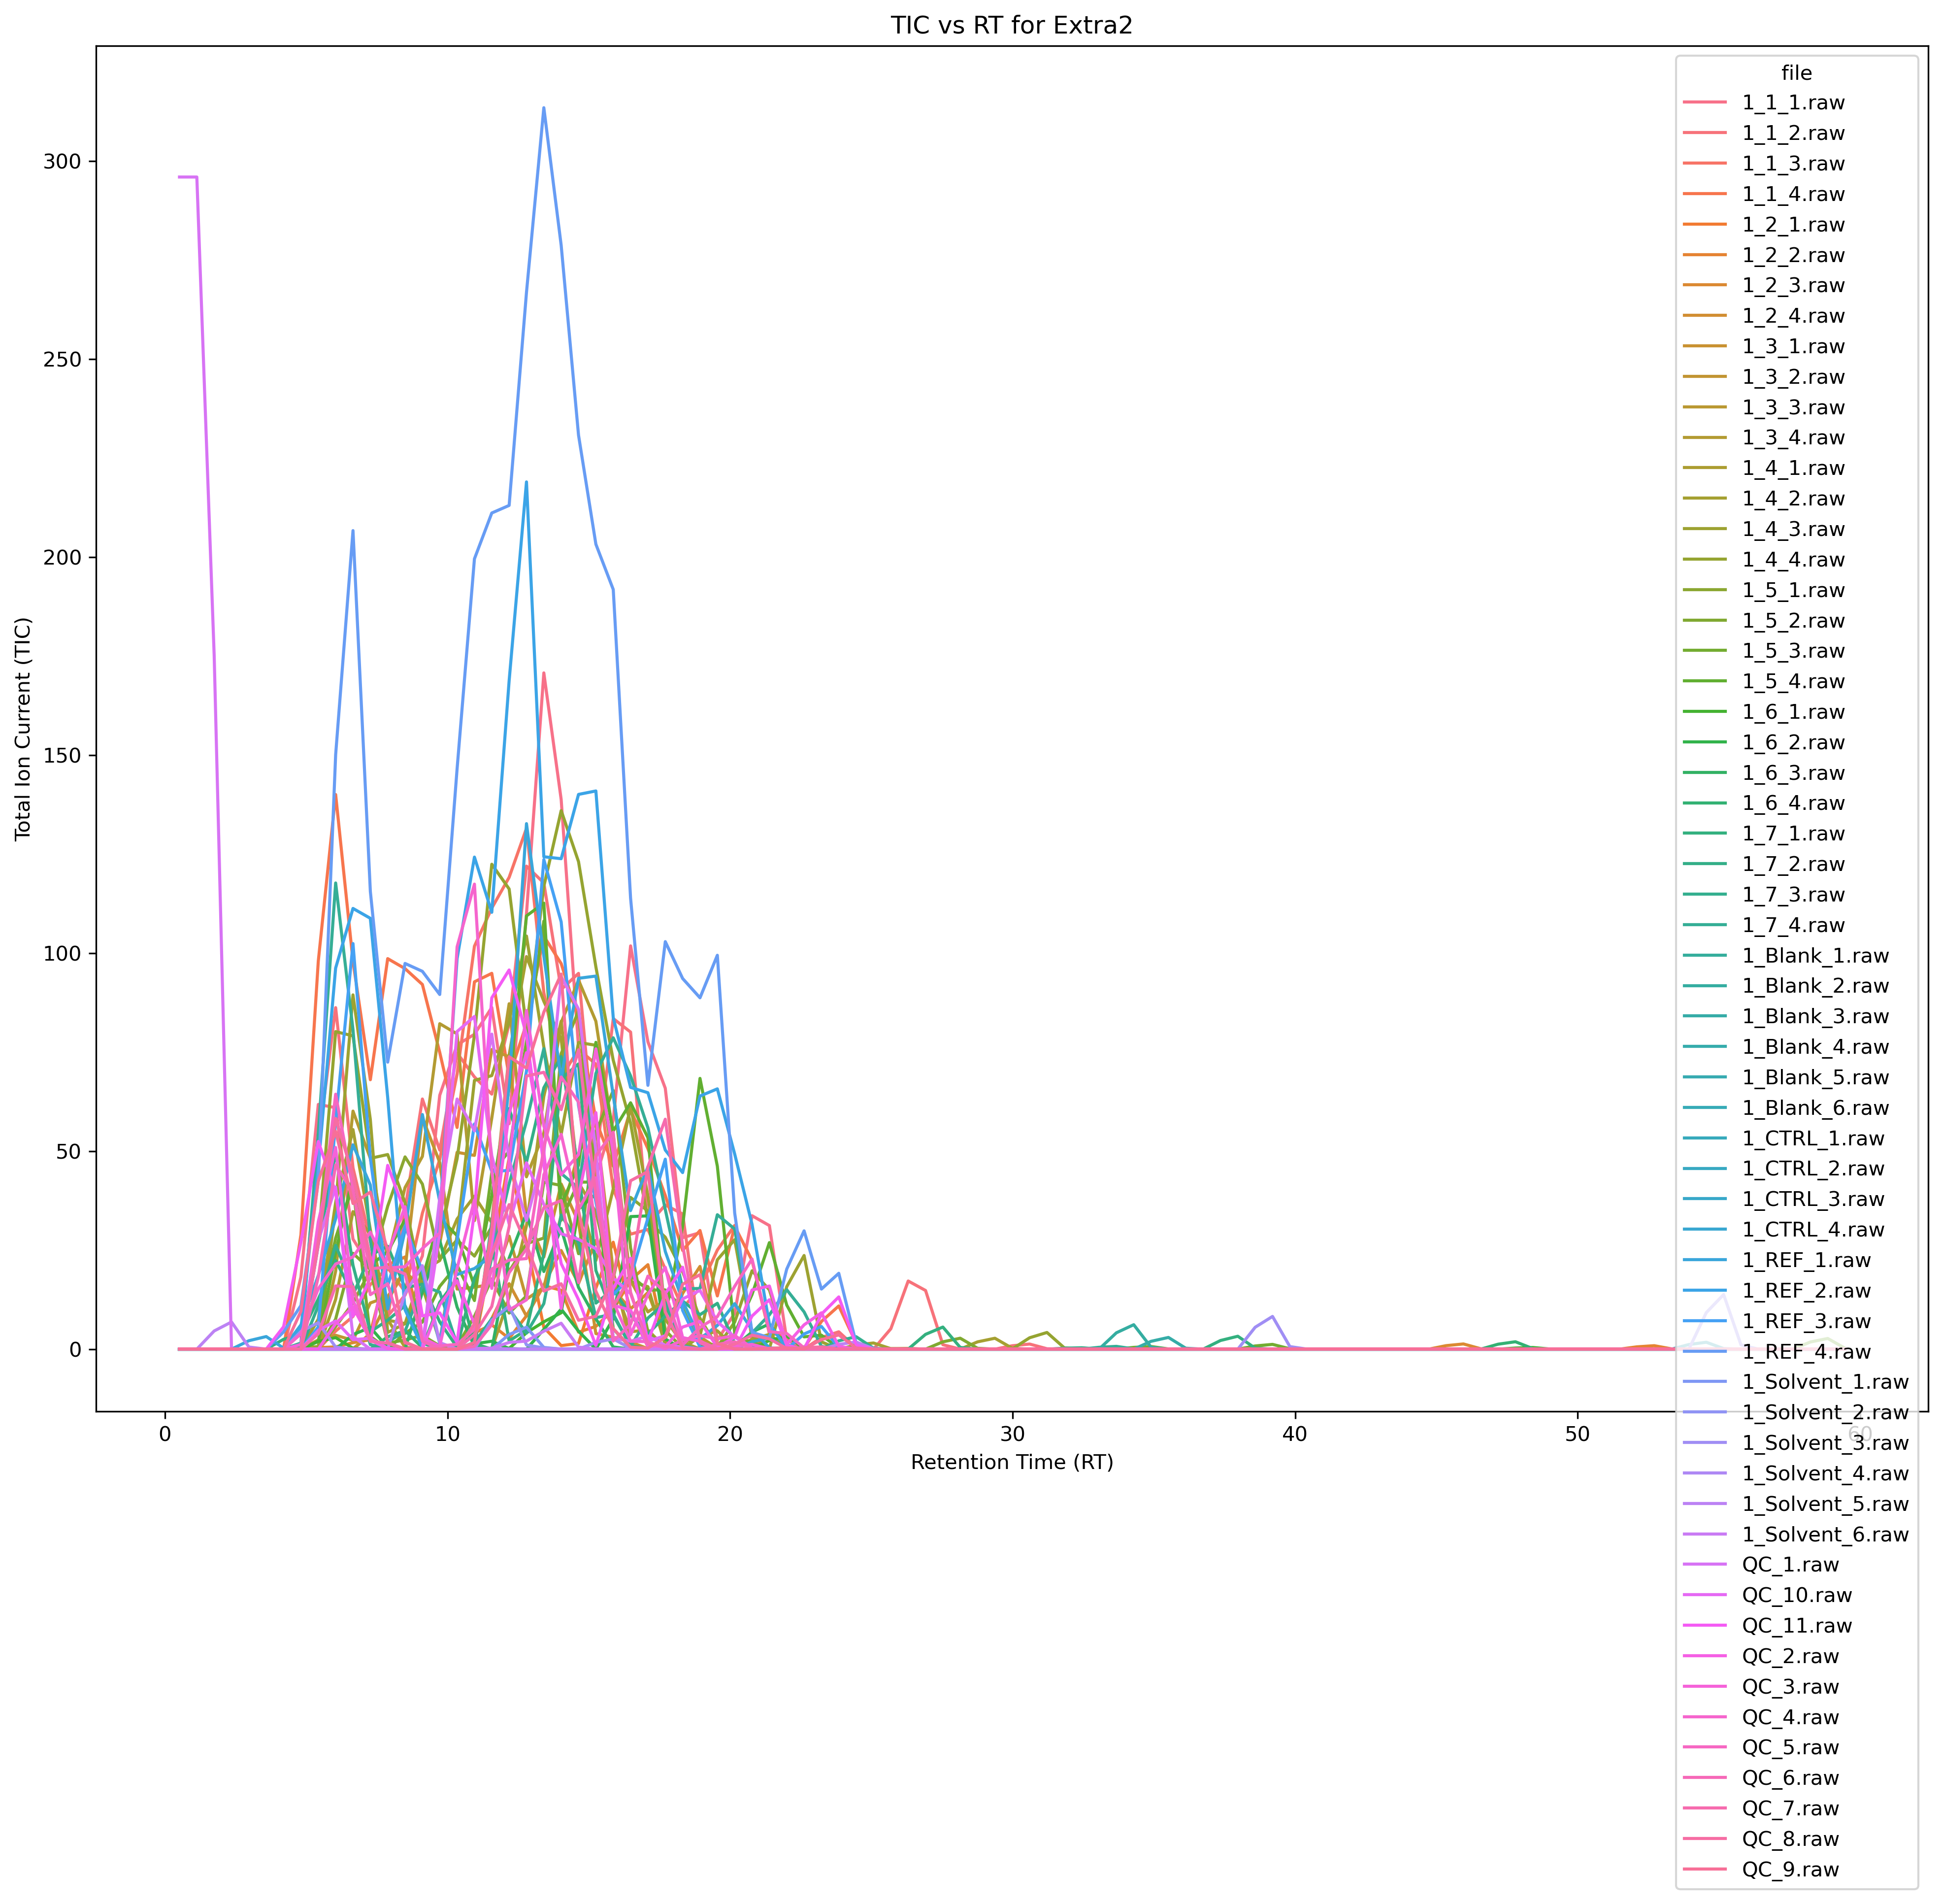 TIC vs RT for Extra2
file
1_1_1.raw
1_1_2.raw
1_1_3.raw
1_1_4.raw
1_2_1.raw
1_2_2.raw
1_2_3.raw
1_2_4.raw
1_3_1.raw
1_3_2.raw
1_3_3.raw
1_3_4.raw
1_4_1.raw
1_4_2.raw
1_4_3.raw
1_4_4.raw
1_5_1.raw
1_5_2.raw
1_5_3.raw
1_5_4.raw
1_6_1.raw
1_6_2.raw
1_6_3.raw
1_6_4.raw
1_7_1.raw
1_7_2.raw
1_7_3.raw
1_7_4.raw
1_Blank_1.raw
1_Blank_2.raw
1_Blank_3.raw
1_Blank_4.raw
1_Blank_5.raw
1_Blank_6.raw
1_CTRL_1.raw
1_CTRL_2.raw
1_CTRL_3.raw
1_CTRL_4.raw
1_REF_1.raw
1_REF_2.raw
1_REF_3.raw
1_REF_4.raw
1_Solvent_1.raw
1_Solvent_2.raw
1_Solvent_3.raw
1_Solvent_4.raw
1_Solvent_5.raw
1_Solvent_6.raw
QC_1.raw
QC_10.raw
QC_11.raw
QC_2.raw
QC_3.raw
QC_4.raw
QC_5.raw
QC_6.raw
QC_7.raw
QC_8.raw
QC_9.raw
Total Ion Current (TIC)
300
250
200
150
100
50
0
0 10 20 30 40 50 60
Retention Time (RT)